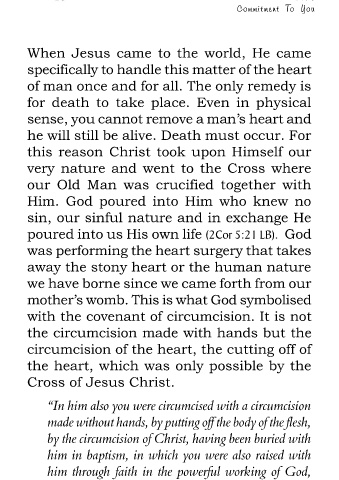 Commitment To You
When Jesus came to the world, He came
specifically to handle this matter of the heart
of man once and for all. The only remedy is
for death to take place. Even in physical
sense, you cannot remove a man's heart and
he will still be alive. Death must occur. For
this reason Christ took upon Himself our
very nature and went to the Cross where
our Old Man was crucified together with
Him. God poured into Him who knew no
sin, our sinful nature and in exchange He
poured into us His own life (2Cor 5:21 LB). God
was performing the heart surgery that takes
away the stony heart or the human nature
we have borne since we came forth from our
mother's womb. This is what God symbolised
with the covenant of circumcision. It is not
the circumcision made with hands but the
circumcision of the heart, the cutting off of
the heart, which was only possible by the
Cross of Jesus Christ.
“In him also you were circumcised with a circumcision
made without hands, by putting off the body of the flesh,
by the circumcision of Christ, having been buried with
him in baptism, in which you were also raised with
him through faith in the powerful working of God,